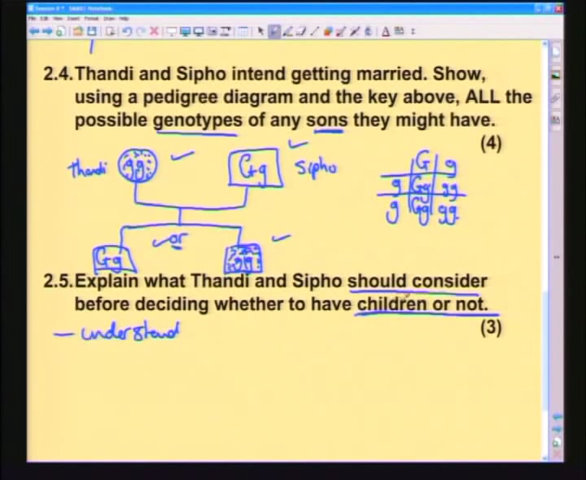 2.4. Thandi and Sipho intend getting married. Show,
using a pedigree diagram and the key above, ALL the
possible genotypes of any sons they might have.
(4)
Thandi gg Gg Sipho
G g
g Gg gg
g Gg gg
Gg or gg
2.5. Explain what Thandi and Sipho should consider
before deciding whether to have children or not.
(3)
– understand